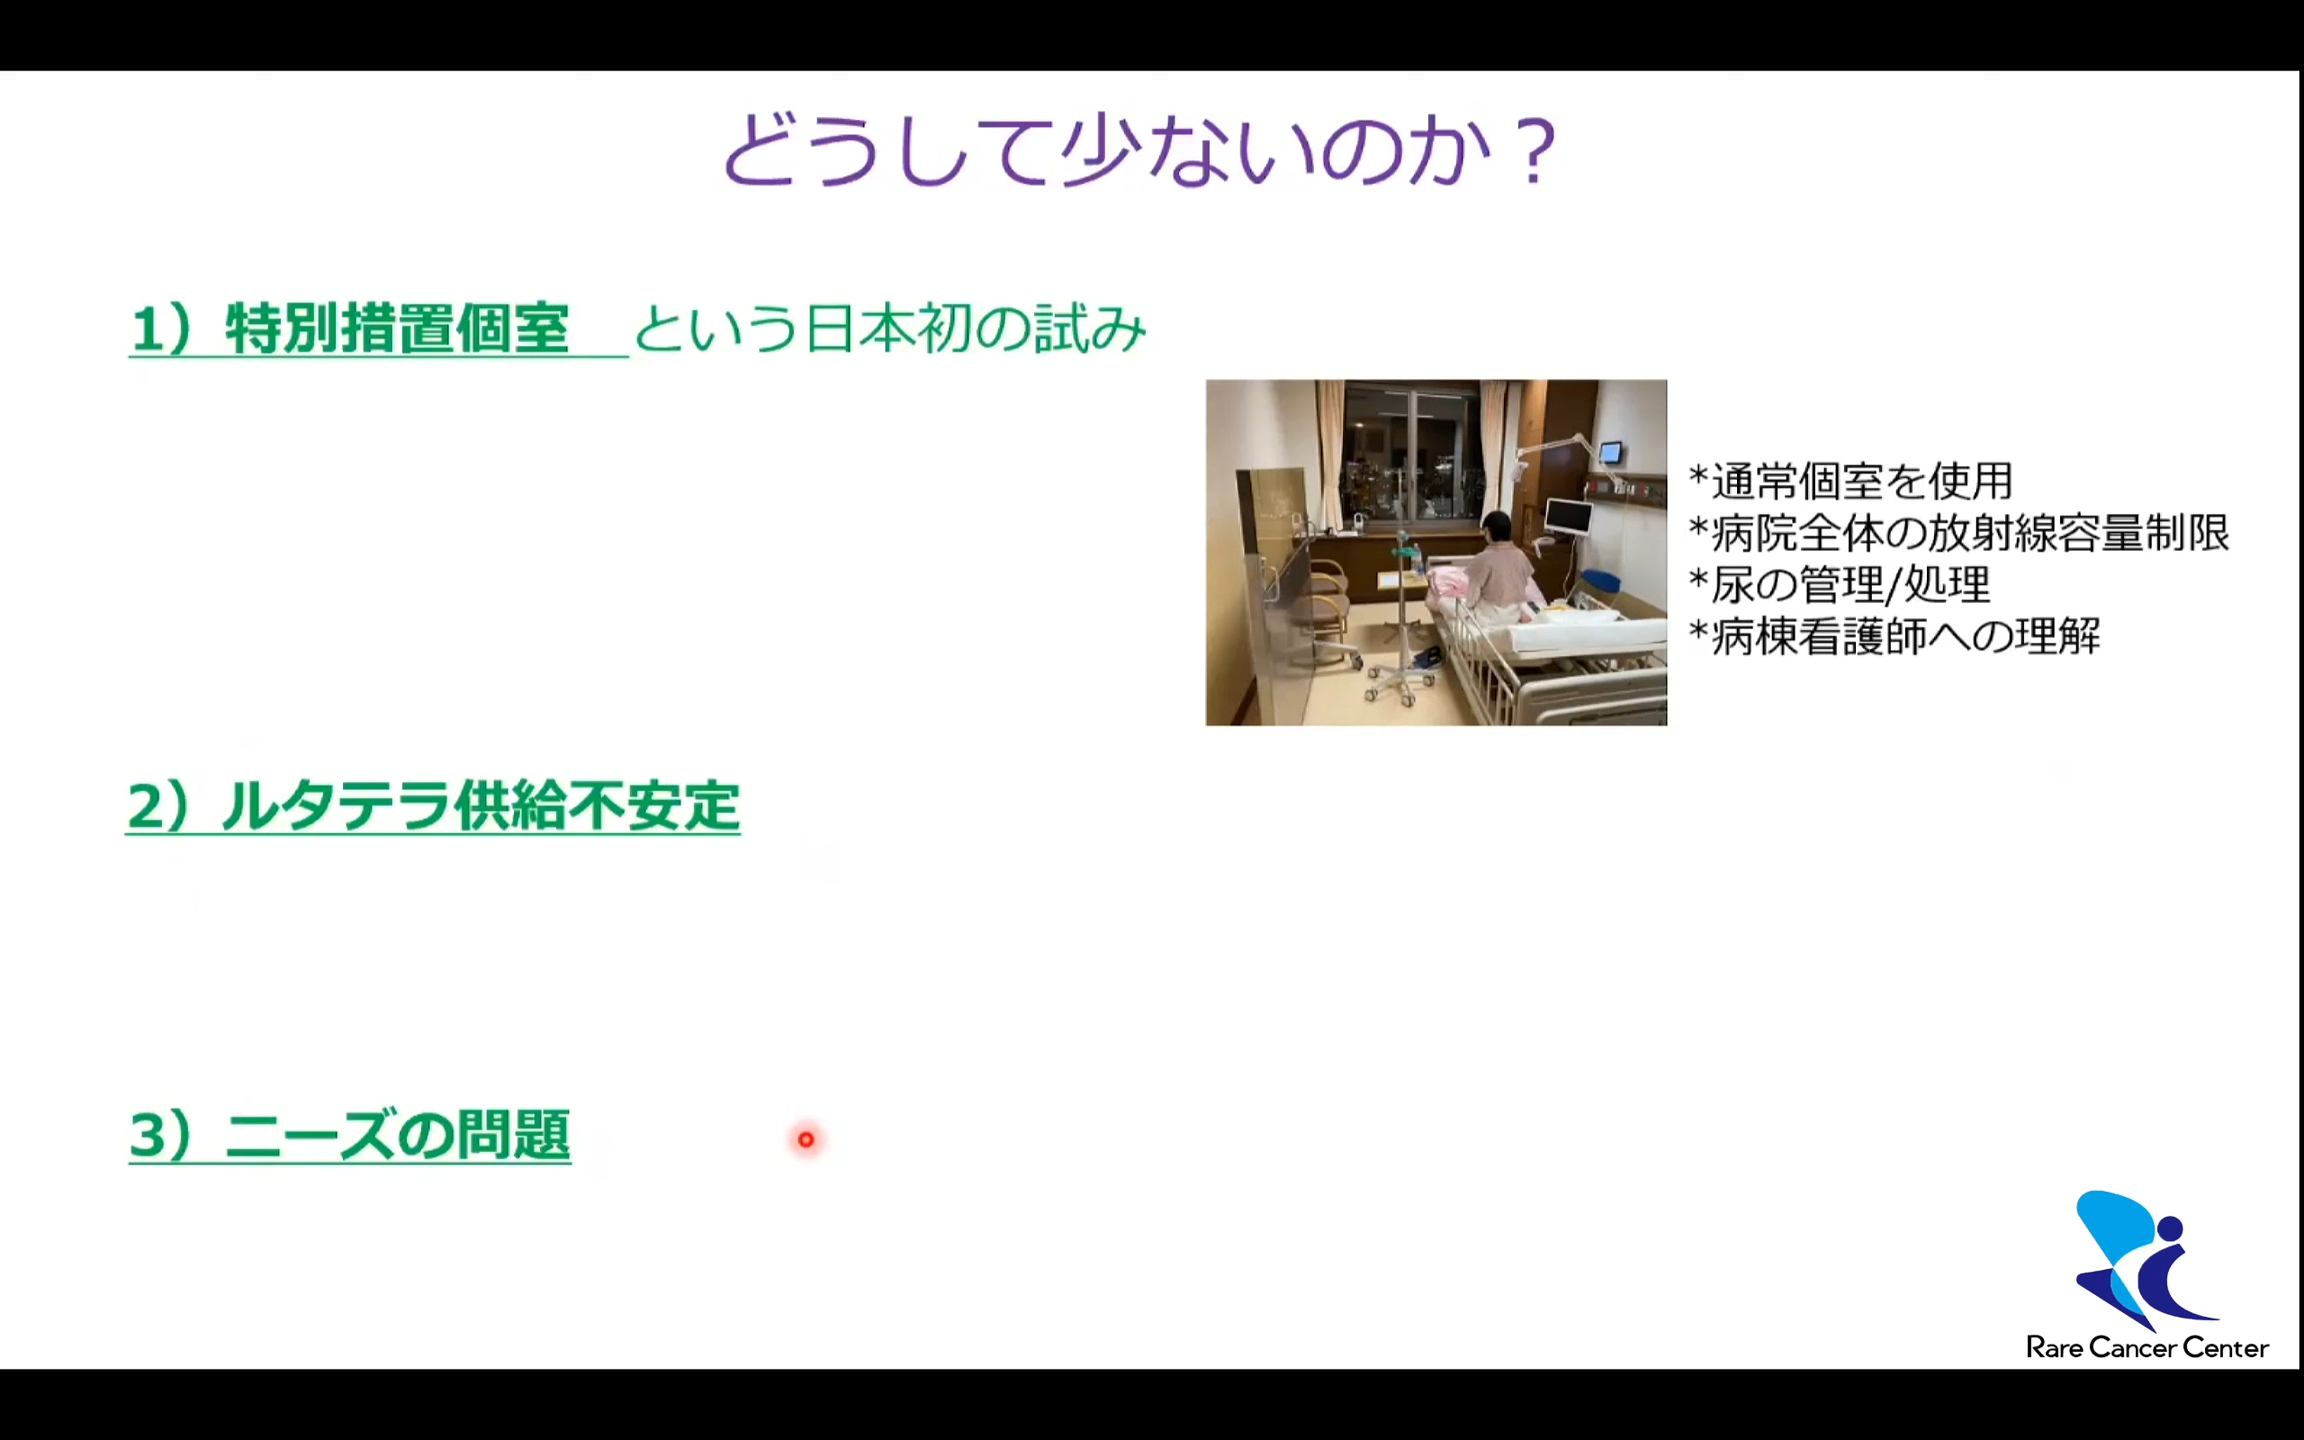 どうして少ないのか？
1）特別措置個室　という日本初の試み
*通常個室を使用
*病院全体の放射線容量制限
*尿の管理/処理
*病棟看護師への理解
2）ルタテラ供給不安定
3）ニーズの問題
Rare Cancer Center